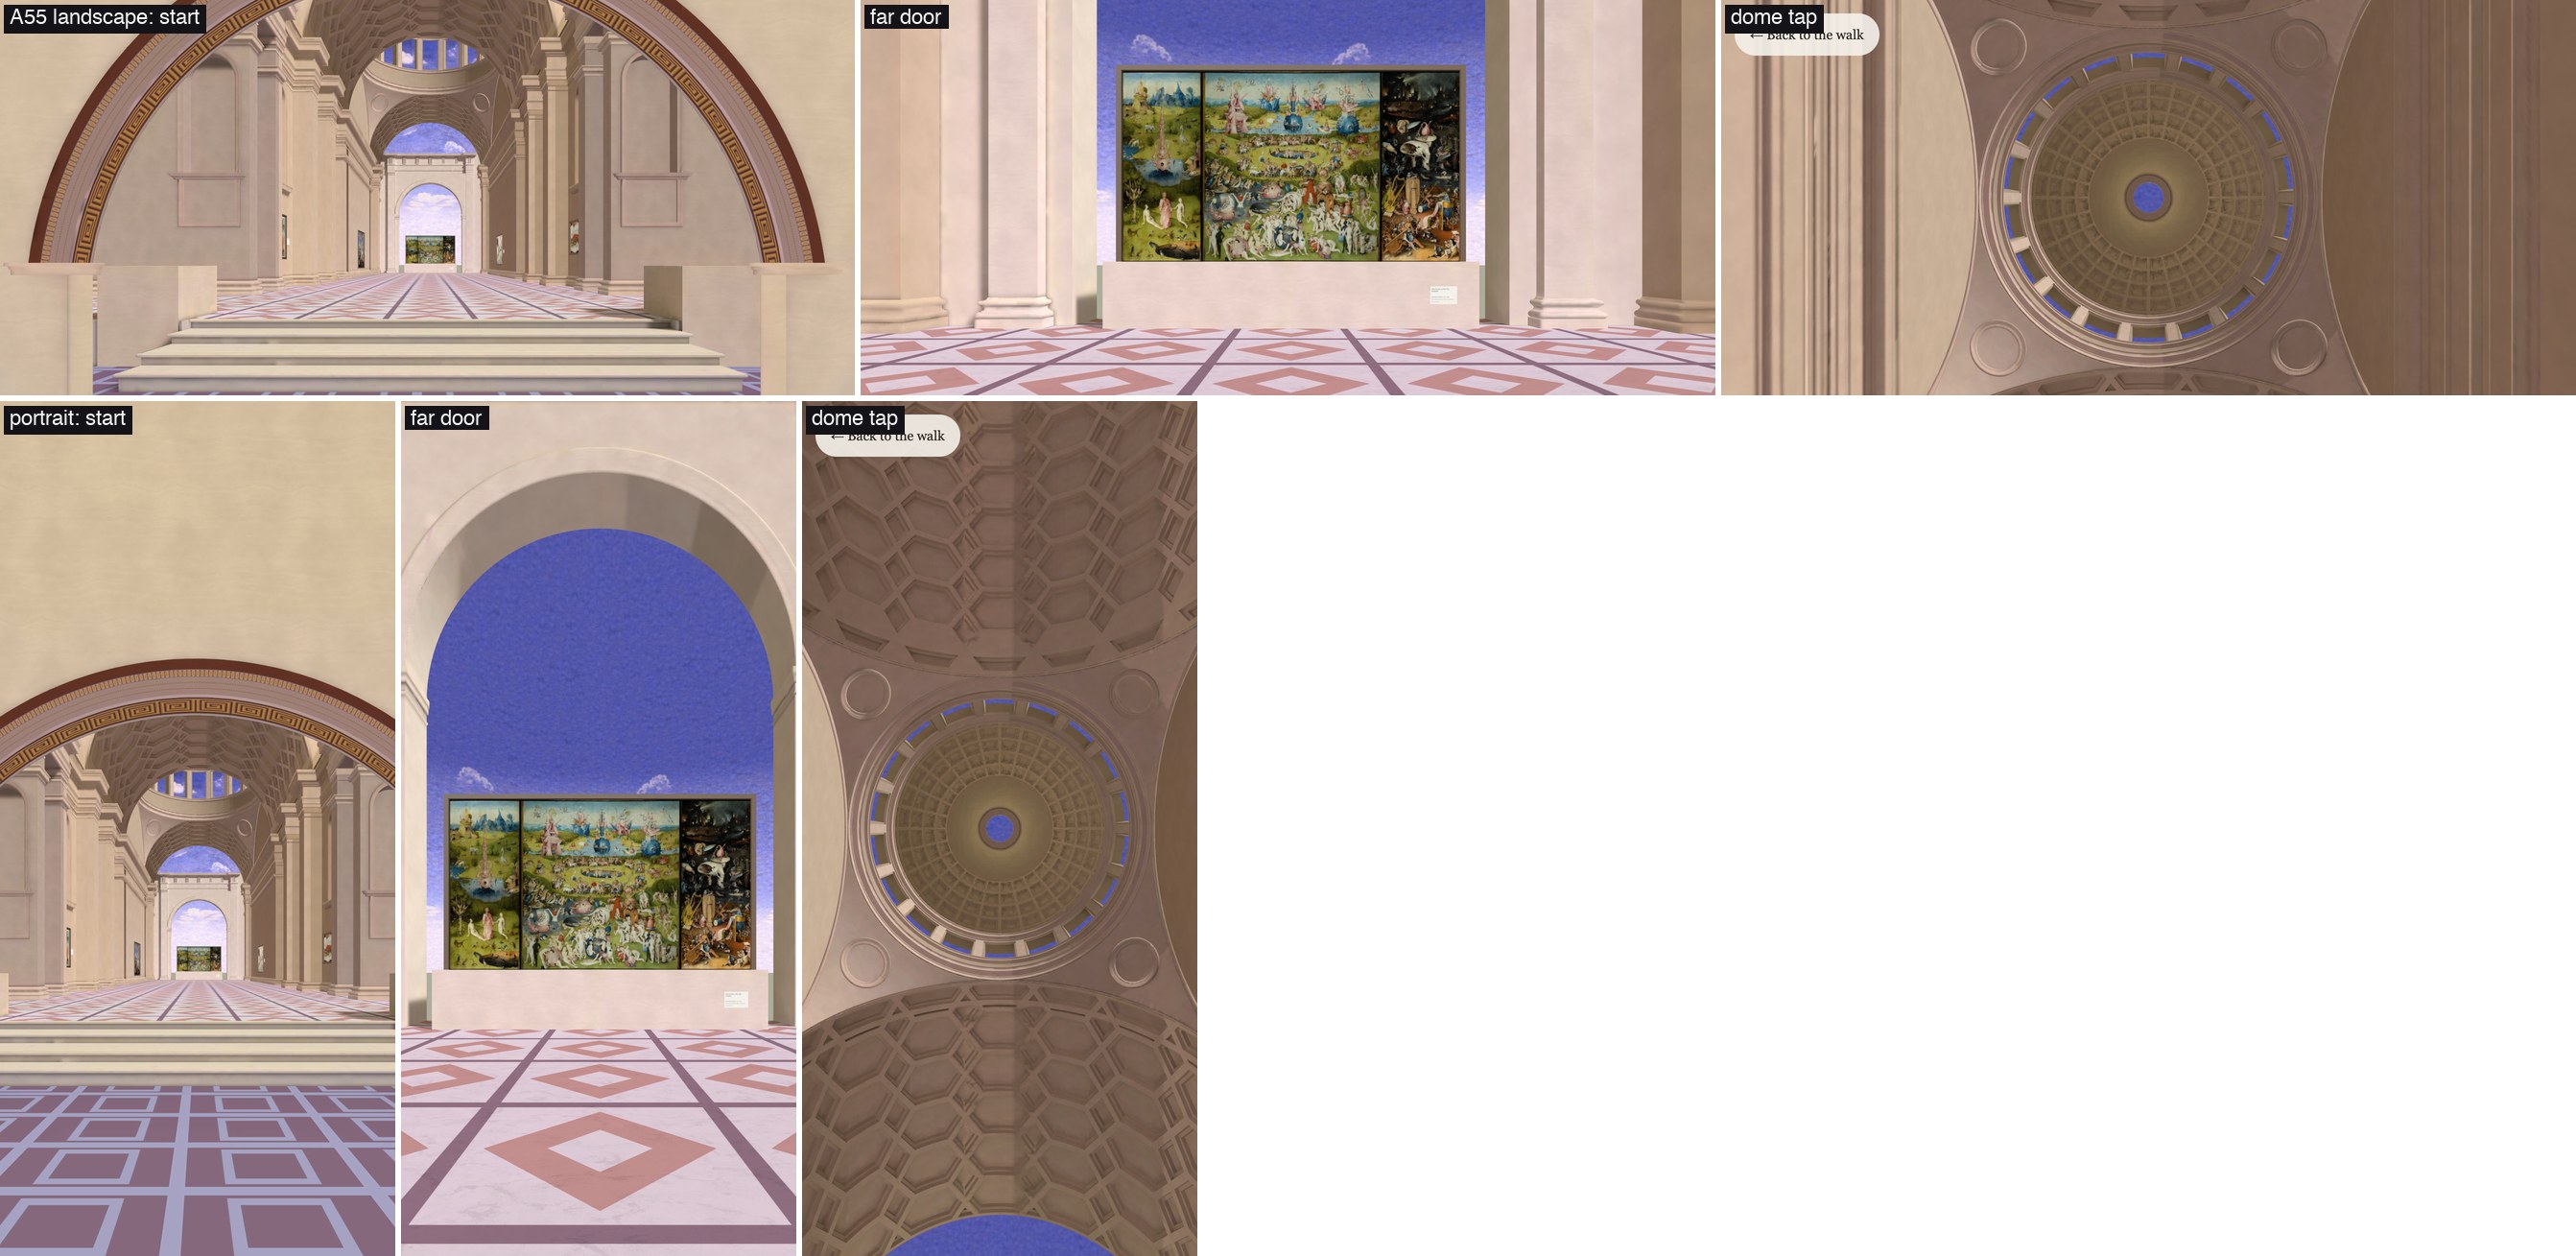 A55 landscape: start
far door
dome tap
← Back to the walk
portrait: start
far door
dome tap
← Back to the walk